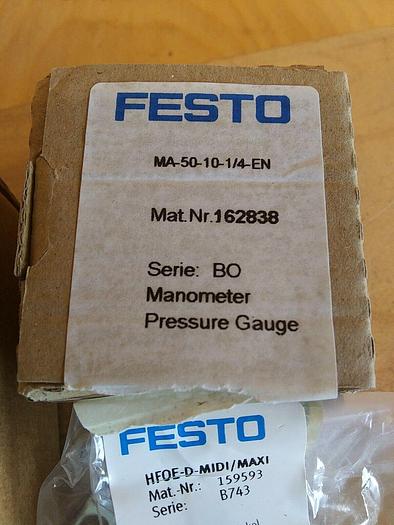 FESTO
MA-50-10-1/4-EN
Mat.Nr.162838
Serie: BO
Manometer
Pressure Gauge
FESTO
HFOE-D-MIDI/MAXI
Mat.-Nr.: 159593
Serie: B743